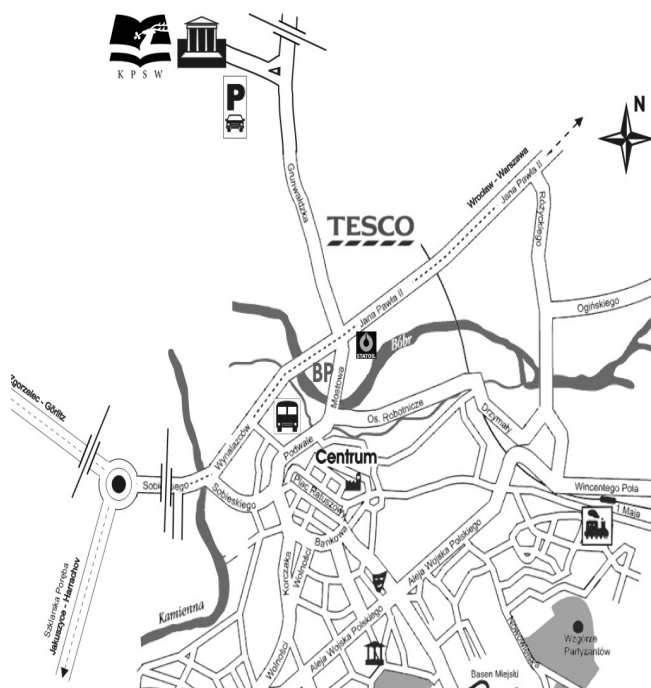 KPSW
P
N
Grunwaldzka
Wrocław - Warszawa
Jana Pawła II
Różyckiego
TESCO
Ogińskiego
Jana Pawła II
STATOIL
Bóbr
BP
Mostowa
Zgorzelec - Görlitz
Wynalazców
Os. Robotnicze
Drzymały
Podwale
Centrum
Sobieskiego
Sobieskiego
Plac Ratuszowy
Wincentego Pola
1 Maja
Bankowa
Korczaka
Wolności
Aleja Wojska Polskiego
Kamienna
Szklarska Poręba
Jakuszyce - Harrachov
Nowowiejska
Wzgórze
Partyzantów
Wolności
Aleja Wojska Polskiego
Basen Miejski